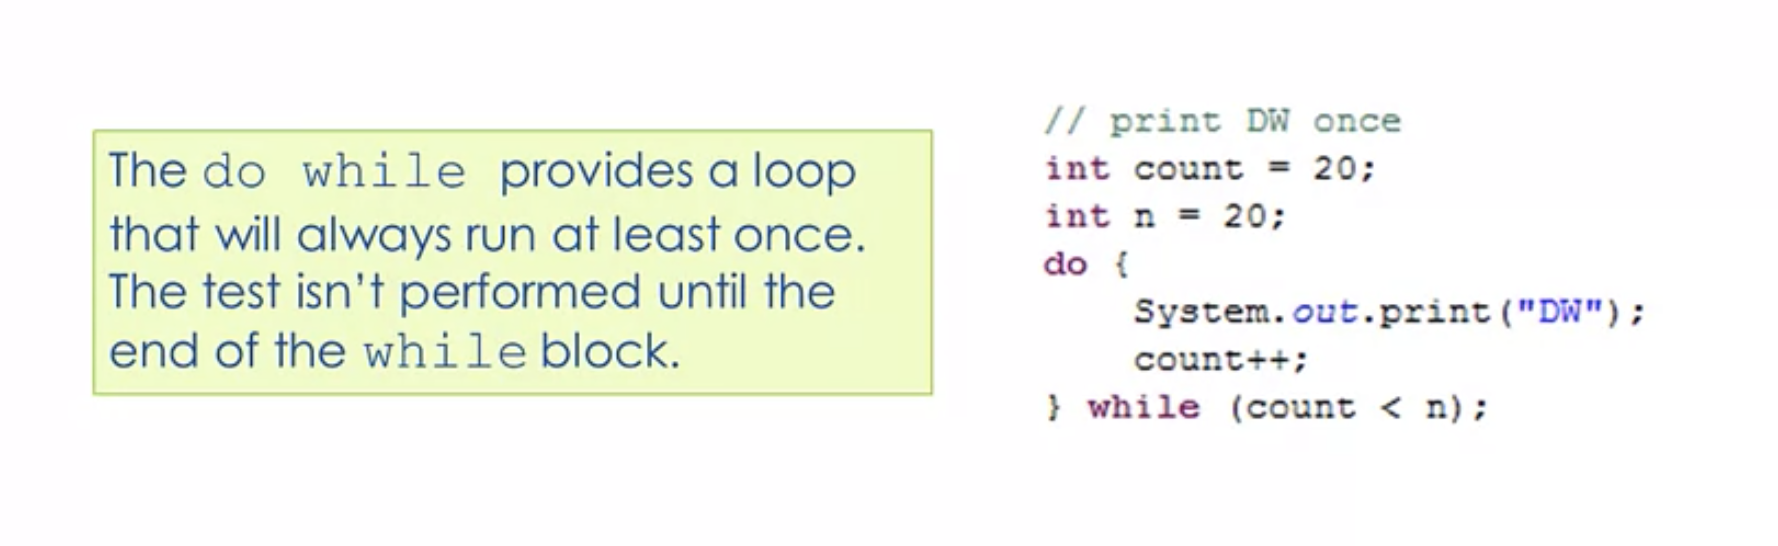 The do while provides a loop
that will always run at least once.
The test isn't performed until the
end of the while block.
// print DW once
int count = 20;
int n = 20;
do {
    System.out.print("DW");
    count++;
} while (count < n);